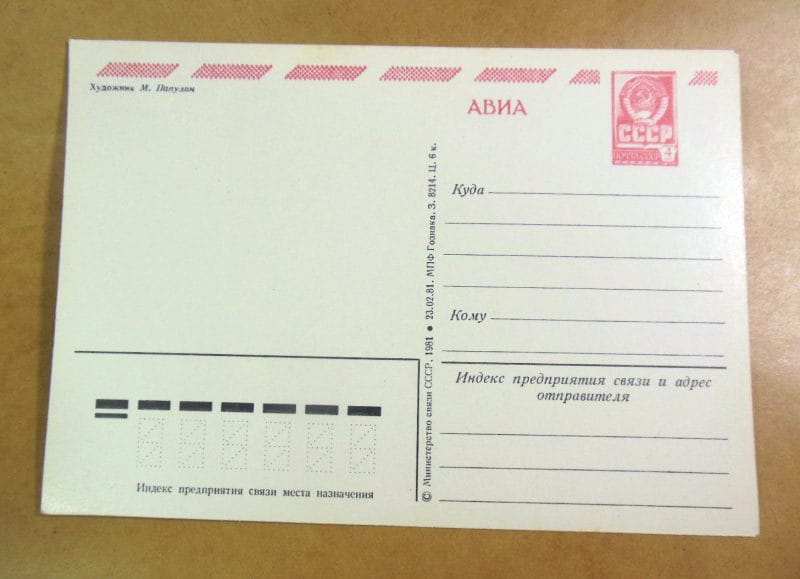 Художник М. Папулин
АВИА
СССР
ПОЧТА СССР 4
Куда
Кому
Индекс предприятия связи и адрес
отправителя
© Министерство связи СССР, 1981 ● 23.02.81. МПФ Гознака. З. 8214. Ц. 6 к.
Индекс предприятия связи места назначения